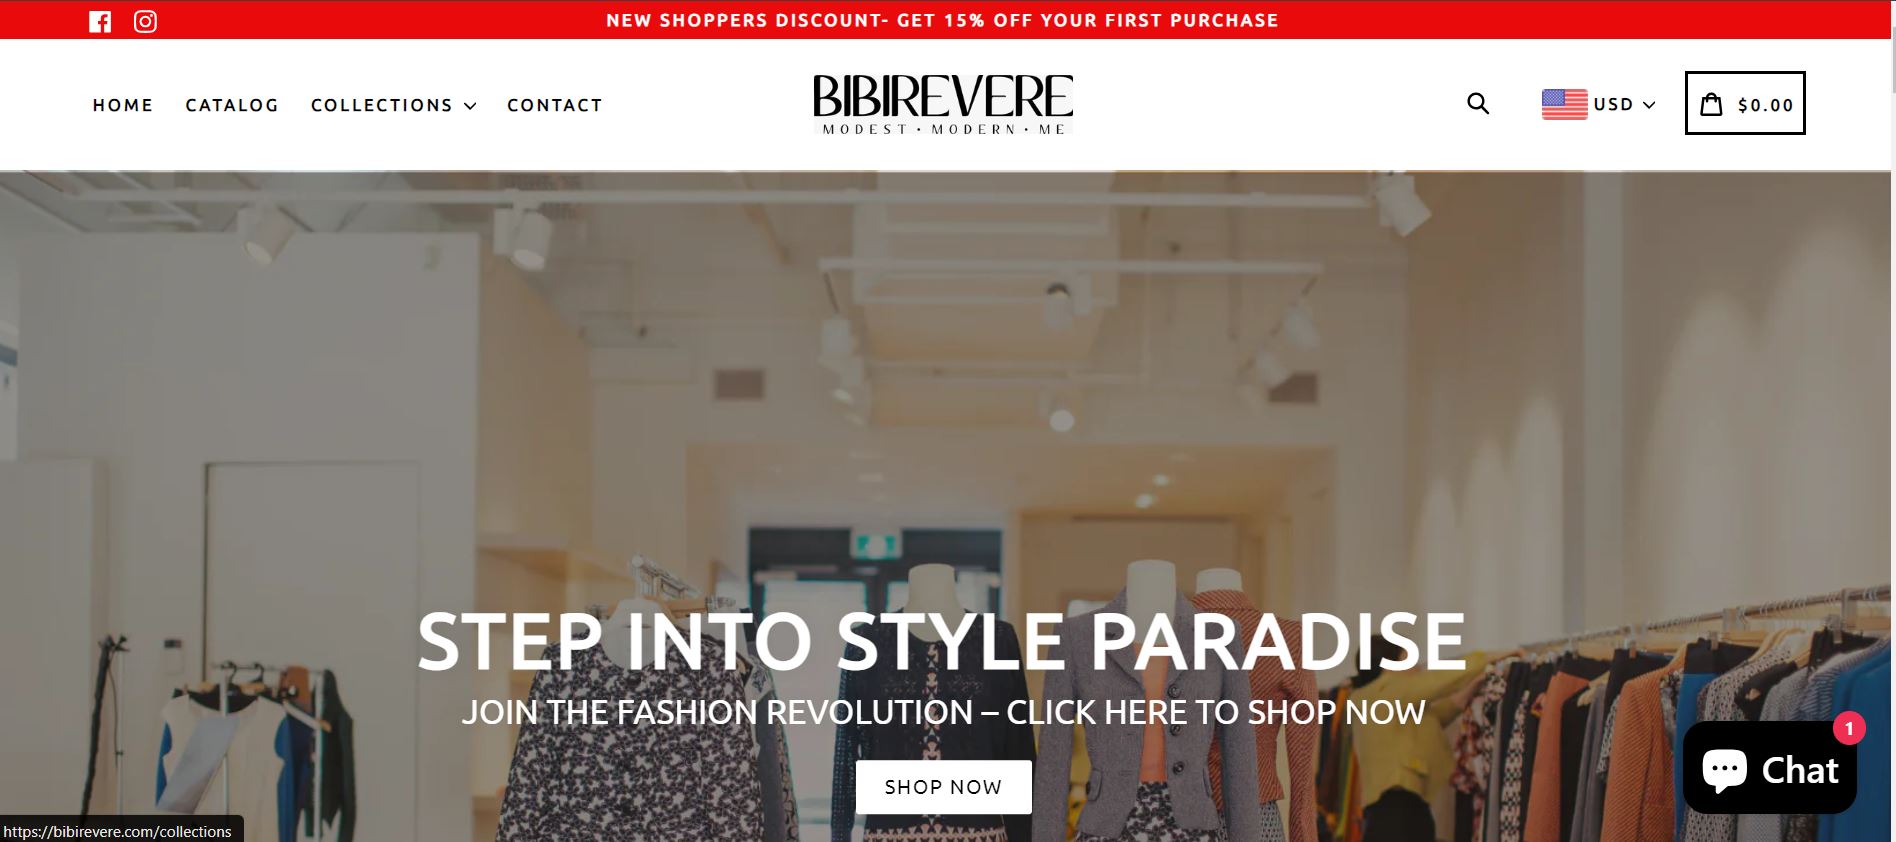 NEW SHOPPERS DISCOUNT- GET 15% OFF YOUR FIRST PURCHASE
HOME CATALOG COLLECTIONS CONTACT
BIBIREVERE
MODEST • MODERN • ME
USD
$0.00
STEP INTO STYLE PARADISE
JOIN THE FASHION REVOLUTION – CLICK HERE TO SHOP NOW
SHOP NOW
1
Chat
https://bibirevere.com/collections